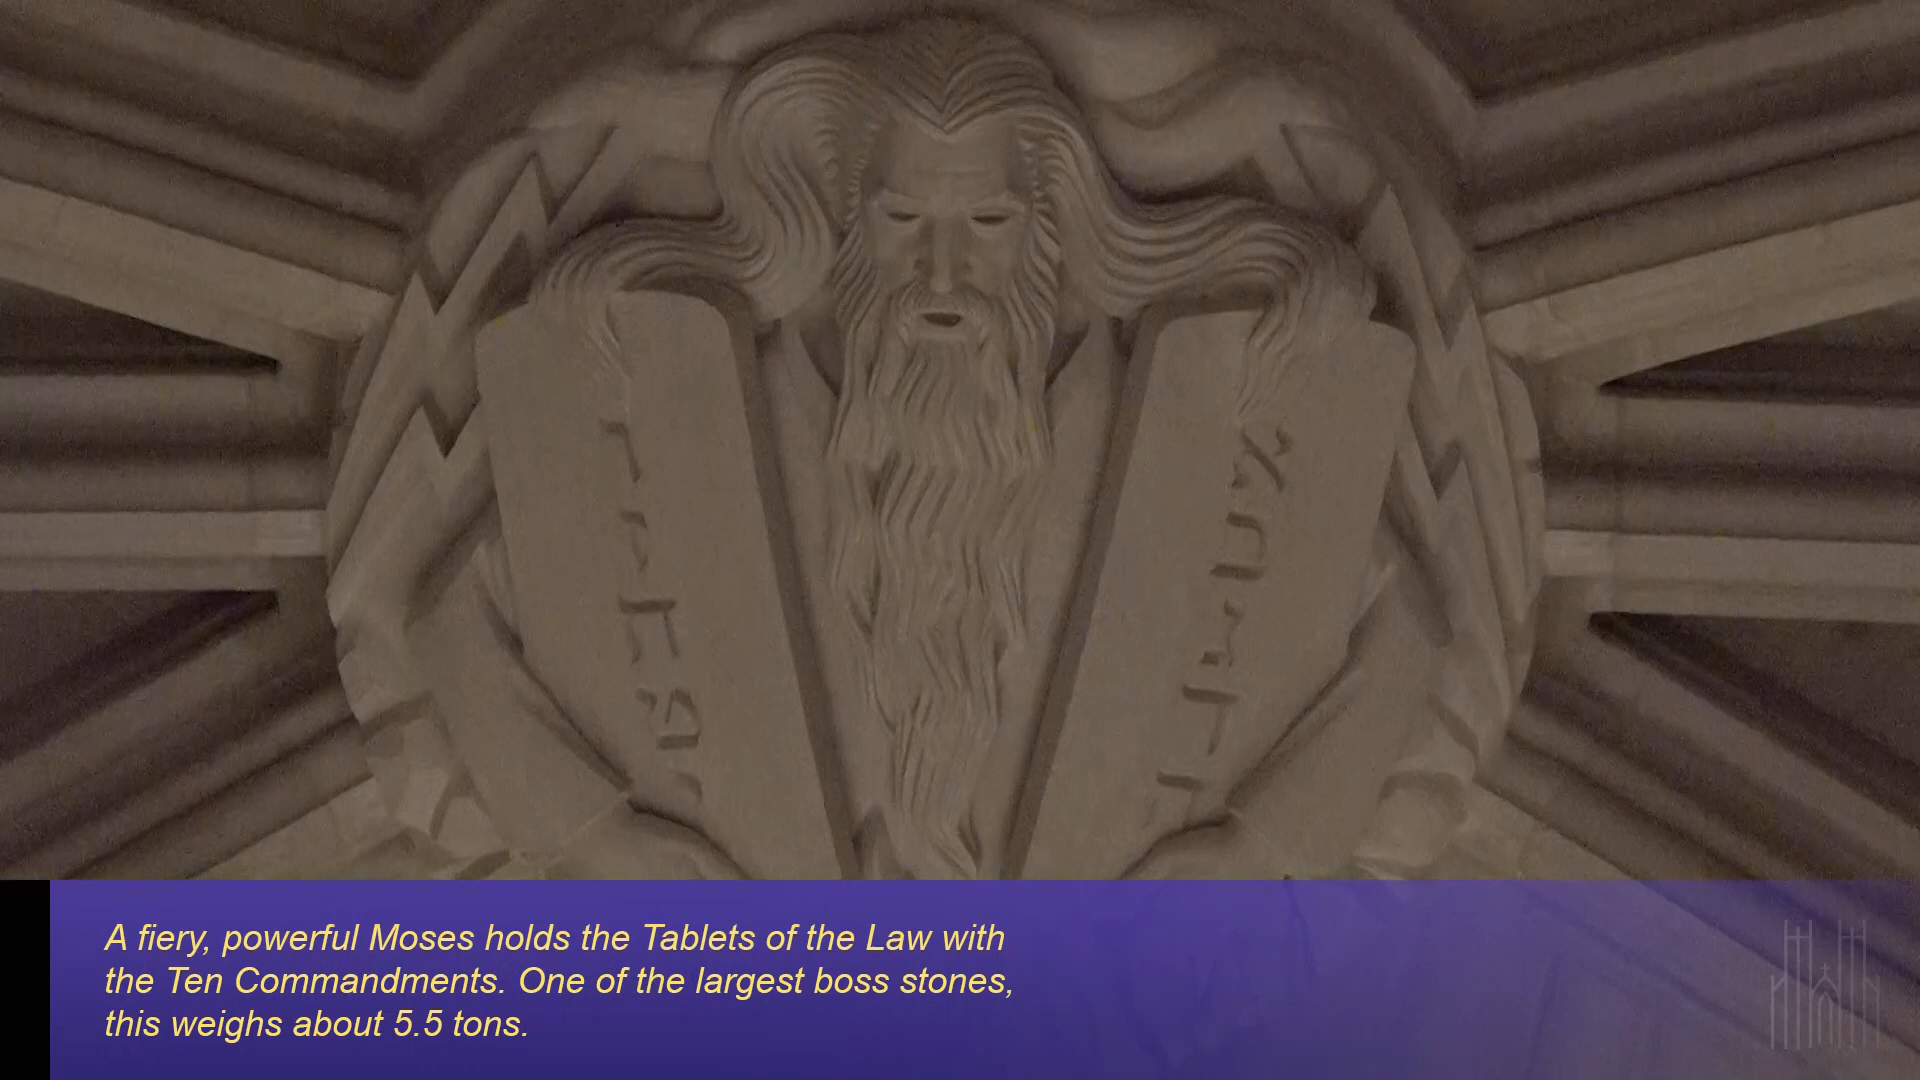 א
ב
ג
ד
ה
ו
ז
ח
ט
י
A fiery, powerful Moses holds the Tablets of the Law with
the Ten Commandments. One of the largest boss stones,
this weighs about 5.5 tons.